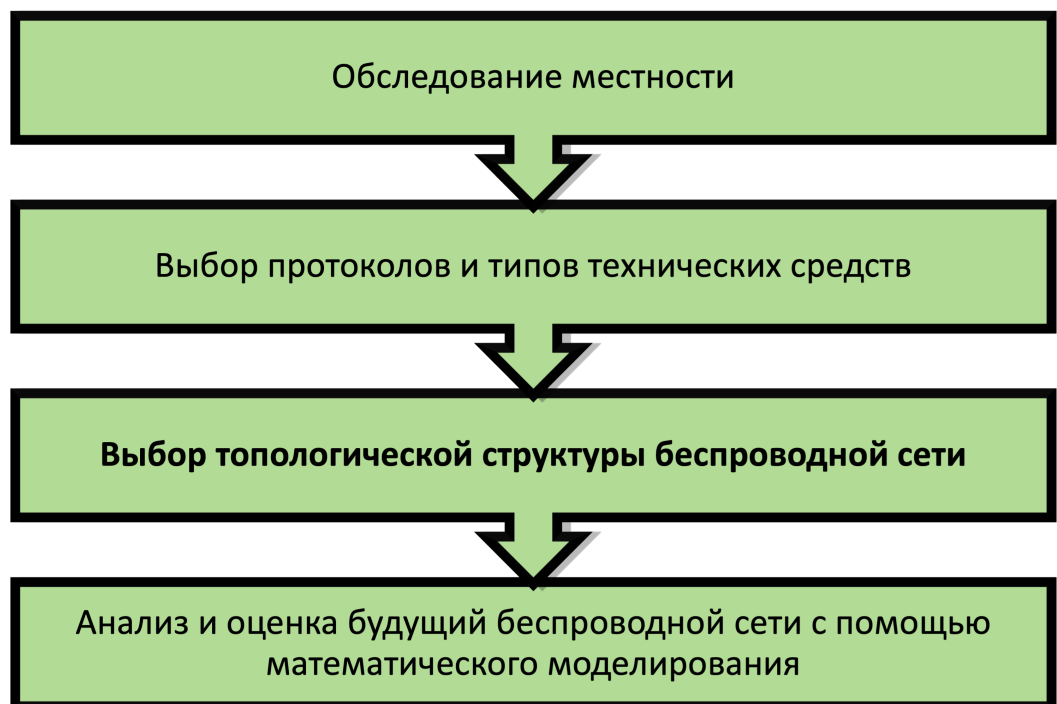 Обследование местности
Выбор протоколов и типов технических средств
Выбор топологической структуры беспроводной сети
Анализ и оценка будущий беспроводной сети с помощью
математического моделирования